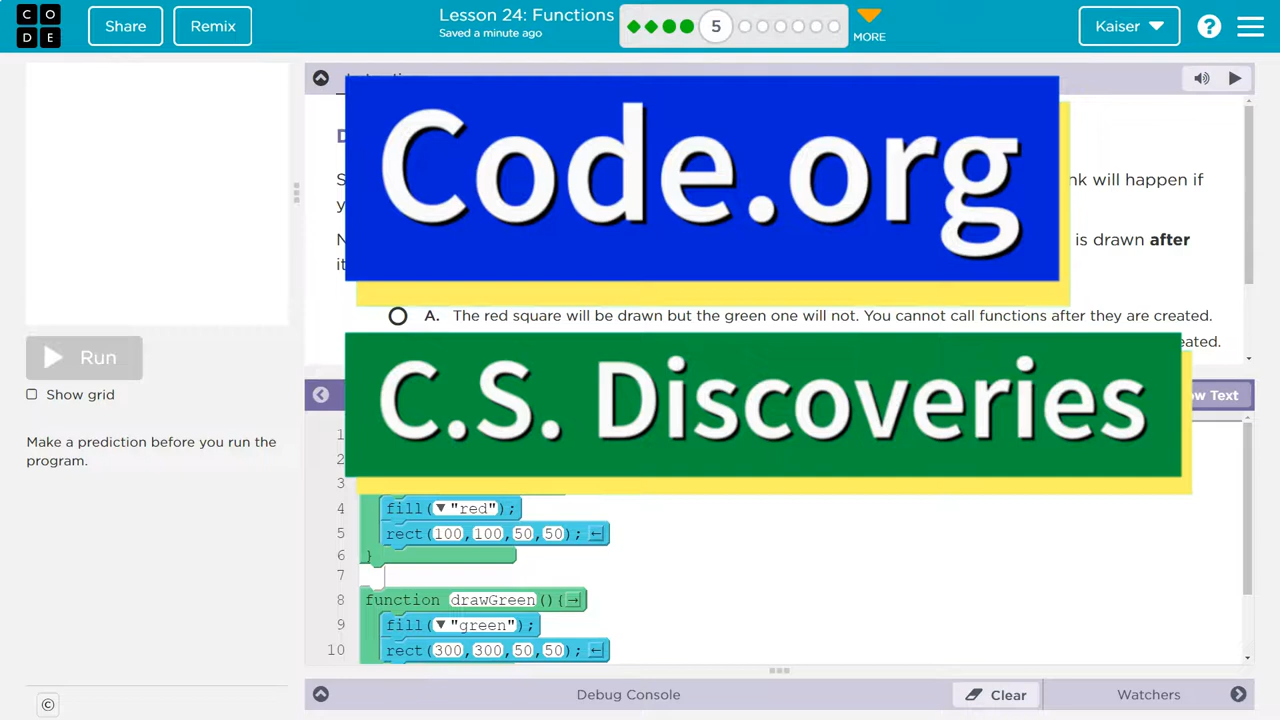 C O
D E
Share
Remix
Lesson 24: Functions
Saved a minute ago
5
MORE
Kaiser
?
Code.org
nk will happen if
is drawn after
A. The red square will be drawn but the green one will not. You cannot call functions after they are created.
eated.
C.S. Discoveries
Run
Show grid
Make a prediction before you run the
program.
w Text
1
2
3
4 fill("red");
5 rect(100,100,50,50);
6 }
7
8 function drawGreen(){
9 fill("green");
10 rect(300,300,50,50);
©
Debug Console
Clear
Watchers